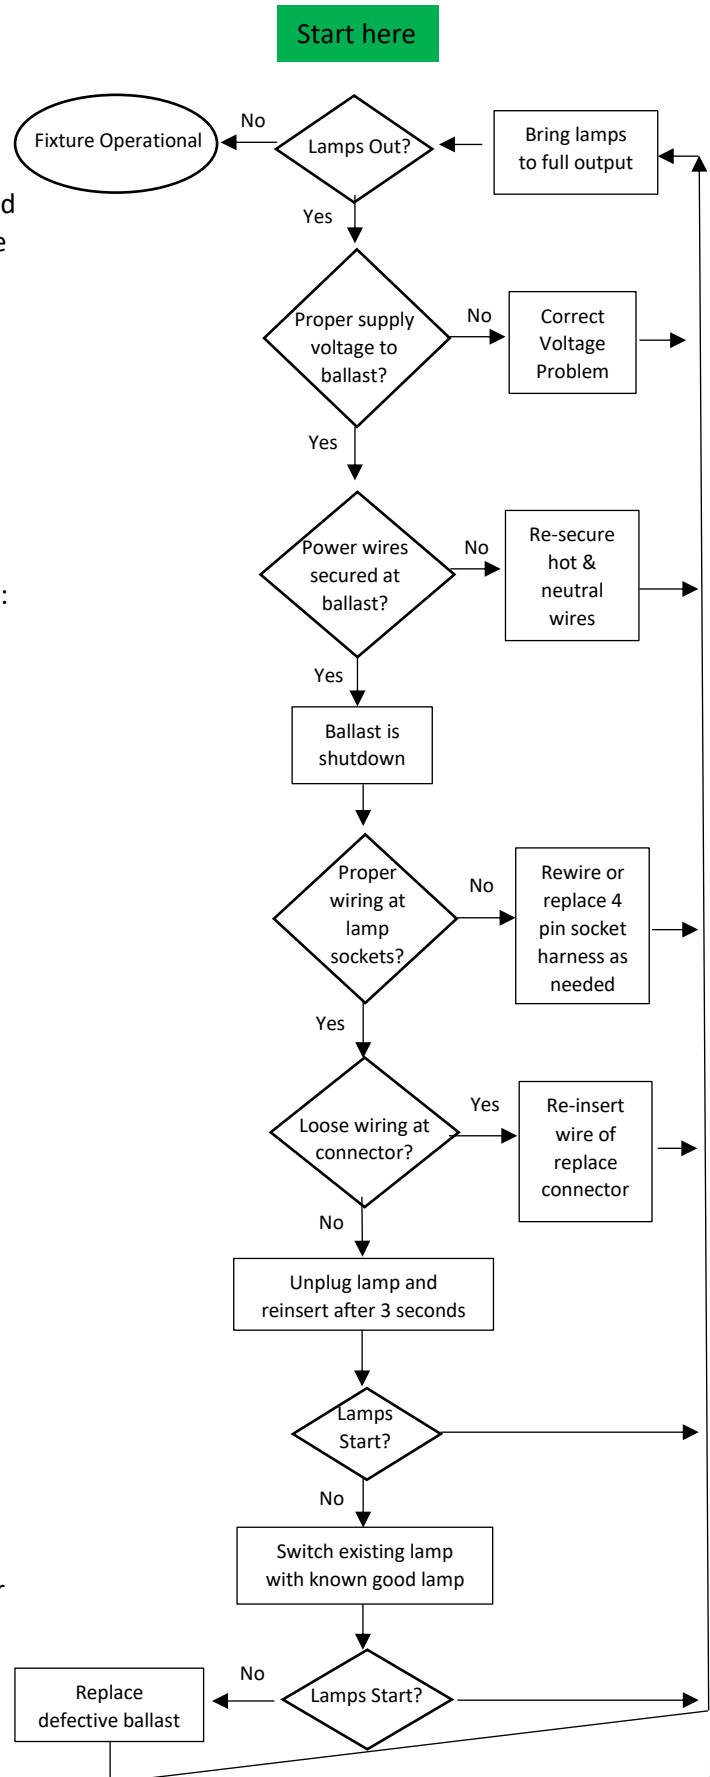 Start here
Fixture Operational
No
Lamps Out?
Bring lamps
to full output
d
e
Yes
Proper supply
voltage to
ballast?
No
Correct
Voltage
Problem
Yes
Power wires
secured at
ballast?
No
Re-secure
hot &
neutral
wires
:
Yes
Ballast is
shutdown
Proper
wiring at
lamp
sockets?
No
Rewire or
replace 4
pin socket
harness as
needed
Yes
Loose wiring at
connector?
Yes
Re-insert
wire of
replace
connector
No
Unplug lamp and
reinsert after 3 seconds
Lamps
Start?
No
Switch existing lamp
with known good lamp
r
Lamps Start?
No
Replace
defective ballast